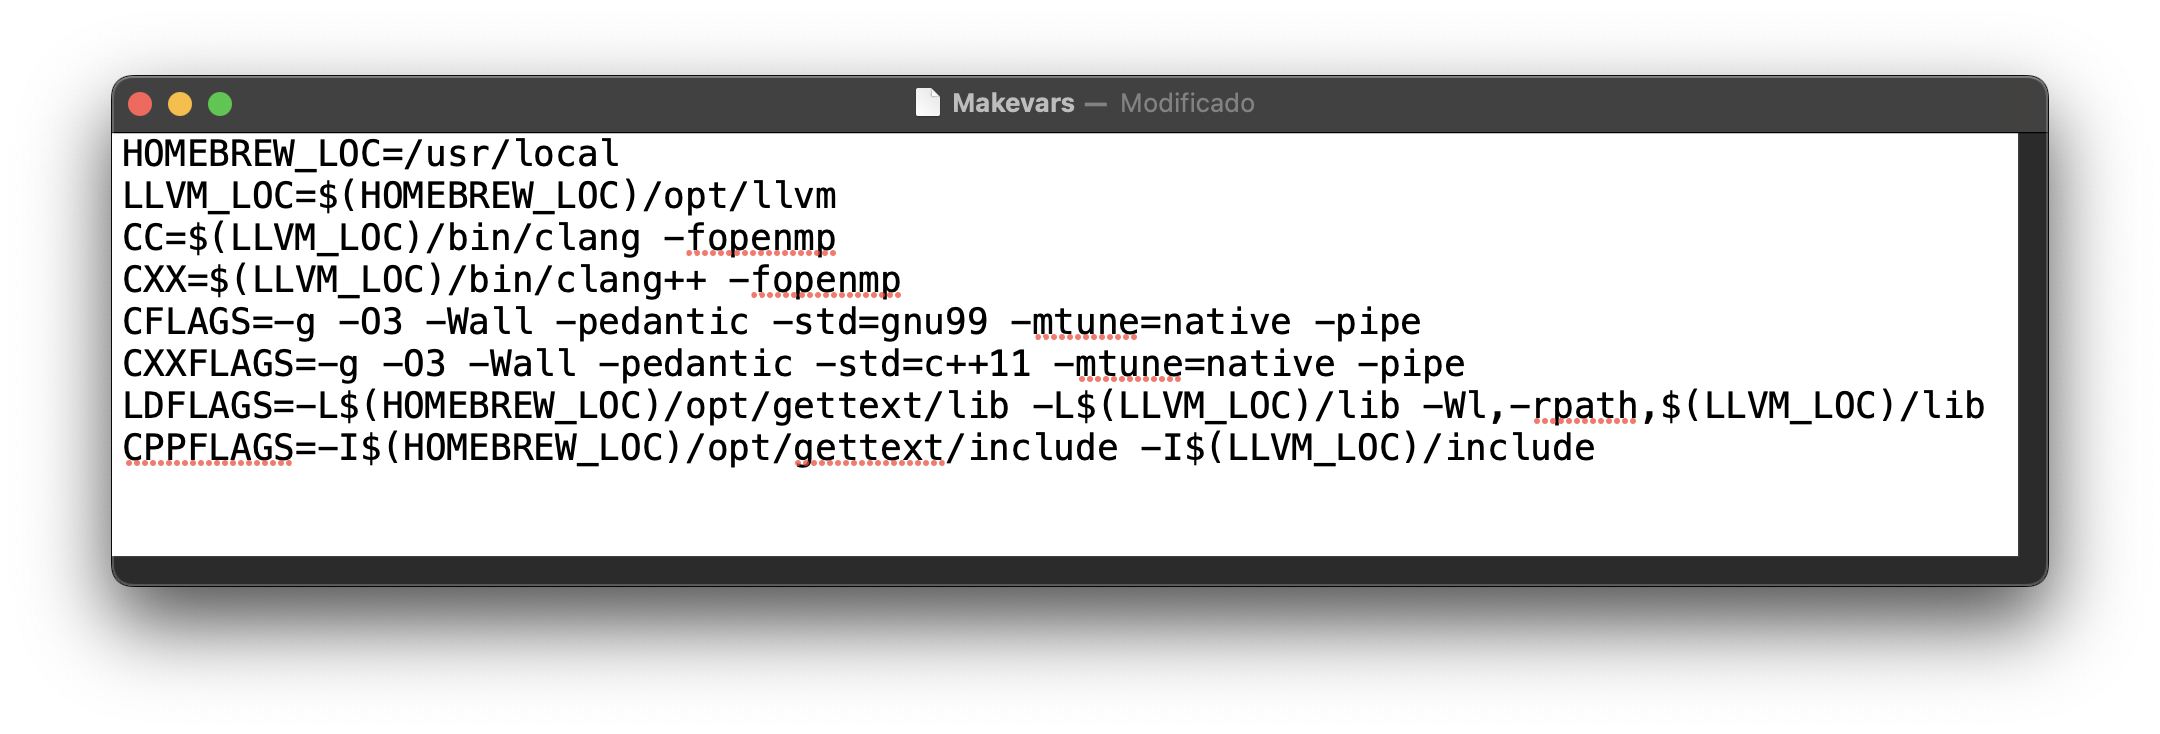 Makevars — Modificado
HOMEBREW_LOC=/usr/local
LLVM_LOC=$(HOMEBREW_LOC)/opt/llvm
CC=$(LLVM_LOC)/bin/clang -fopenmp
CXX=$(LLVM_LOC)/bin/clang++ -fopenmp
CFLAGS=-g -O3 -Wall -pedantic -std=gnu99 -mtune=native -pipe
CXXFLAGS=-g -O3 -Wall -pedantic -std=c++11 -mtune=native -pipe
LDFLAGS=-L$(HOMEBREW_LOC)/opt/gettext/lib -L$(LLVM_LOC)/lib -Wl,-rpath,$(LLVM_LOC)/lib
CPPFLAGS=-I$(HOMEBREW_LOC)/opt/gettext/include -I$(LLVM_LOC)/include